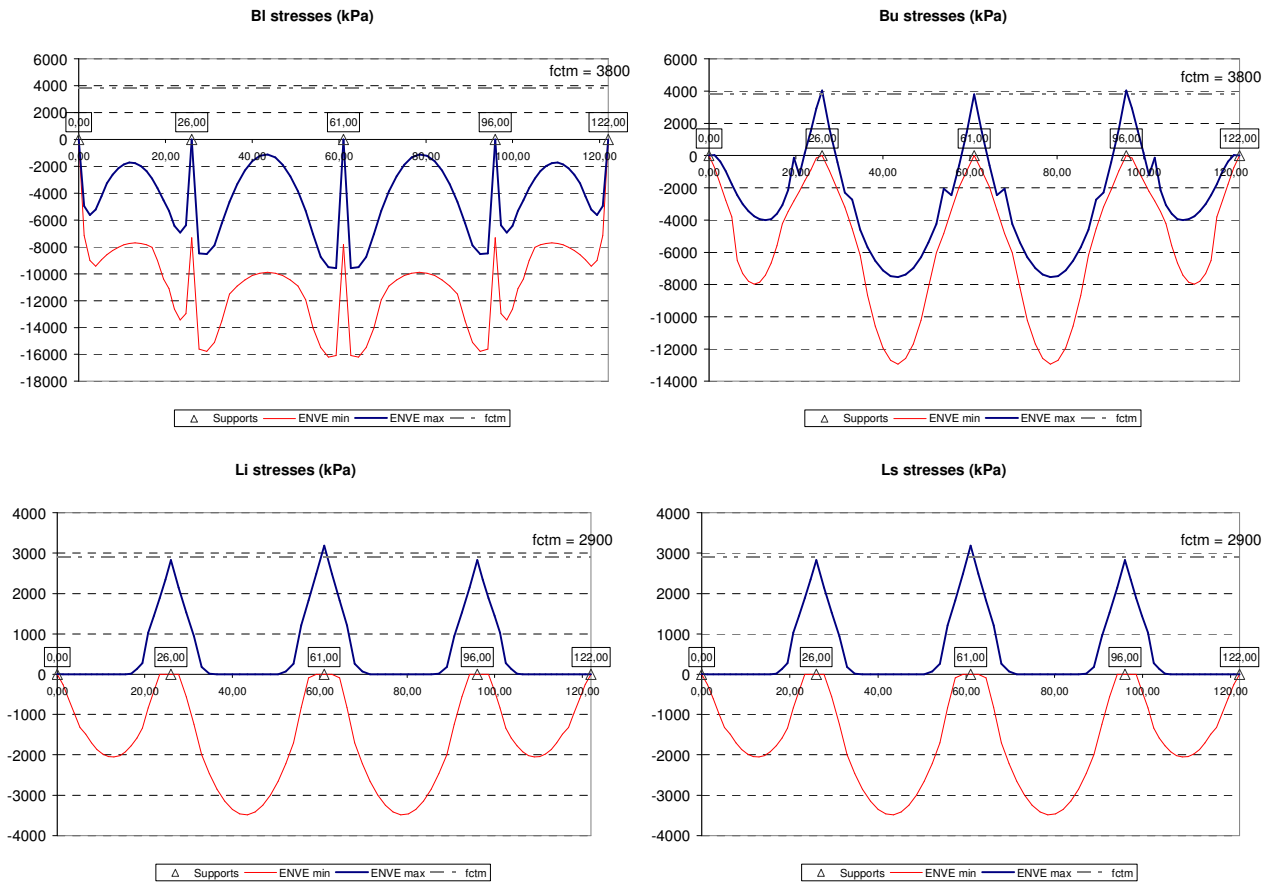 Bl stresses (kPa)
6000
4000
2000
0
-2000
-4000
-6000
-8000
-10000
-12000
-14000
-16000
-18000
fctm = 3800
0,00 26,00 61,00 96,00 122,00
0,00 20,00 40,00 60,00 80,00 100,00 120,00
Supports ENVE min ENVE max fctm
Bu stresses (kPa)
6000
4000
2000
0
-2000
-4000
-6000
-8000
-10000
-12000
-14000
fctm = 3800
0,00 26,00 61,00 96,00 122,00
0,00 20,00 40,00 60,00 80,00 100,00 120,00
Supports ENVE min ENVE max fctm
Li stresses (kPa)
4000
3000
2000
1000
0
-1000
-2000
-3000
-4000
fctm = 2900
0,00 26,00 61,00 96,00 122,00
0,00 20,00 40,00 60,00 80,00 100,00 120,00
Supports ENVE min ENVE max fctm
Ls stresses (kPa)
4000
3000
2000
1000
0
-1000
-2000
-3000
-4000
fctm = 2900
0,00 26,00 61,00 96,00 122,00
0,00 20,00 40,00 60,00 80,00 100,00 120,00
Supports ENVE min ENVE max fctm